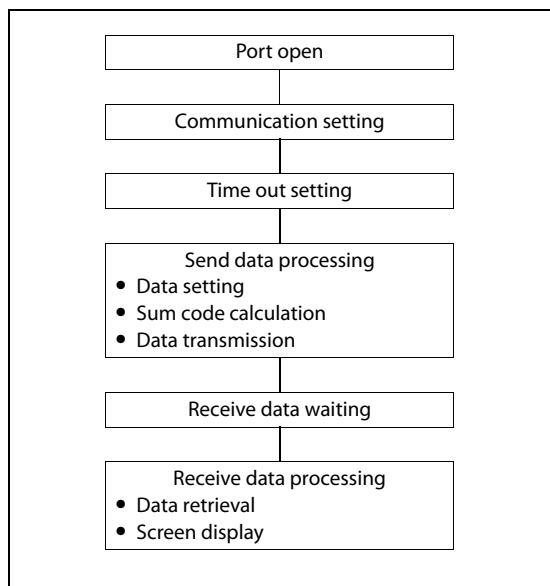 Port open
Communication setting
Time out setting
Send data processing
• Data setting
• Sum code calculation
• Data transmission
Receive data waiting
Receive data processing
• Data retrieval
• Screen display